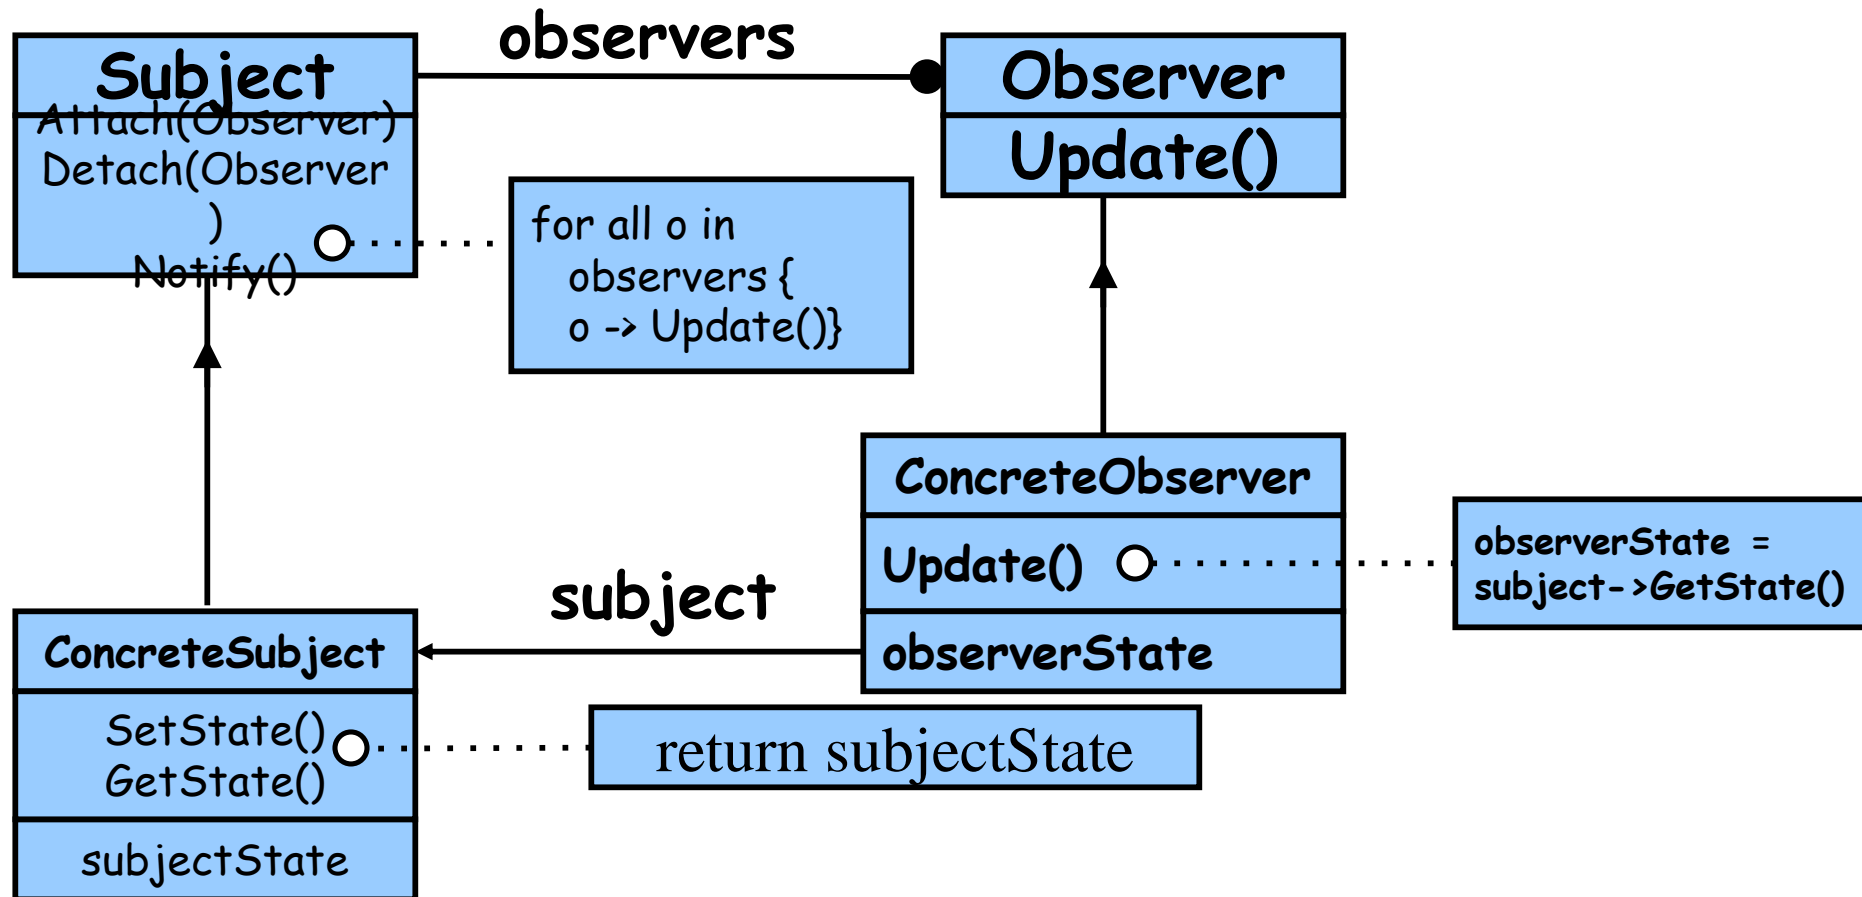 observers
Subject
Attach(Observer)
Detach(Observer
)
Notify()
for all o in
observers {
o -> Update()}
Observer
Update()
ConcreteObserver
Update()
observerState
observerState =
subject->GetState()
subject
ConcreteSubject
SetState()
GetState()
subjectState
return subjectState